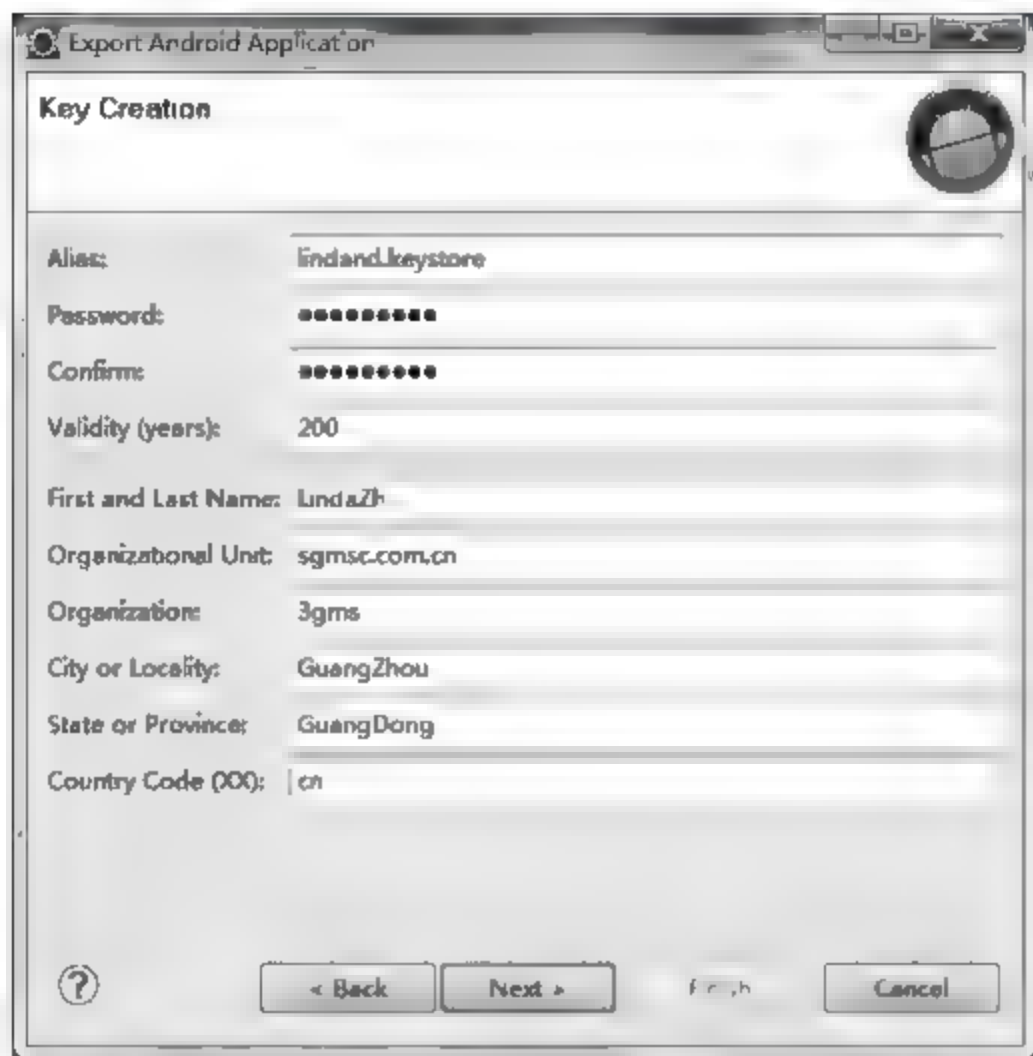 Export Android Application
Key Creation
Alias: lindand.keystore
Password: ●●●●●●●●●
Confirm: ●●●●●●●●●
Validity (years): 200
First and Last Name: LindaZh
Organizational Unit: sgmsc.com.cn
Organization: 3gms
City or Locality: GuangZhou
State or Province: GuangDong
Country Code (XX): cn
? < Back Next > Finish Cancel